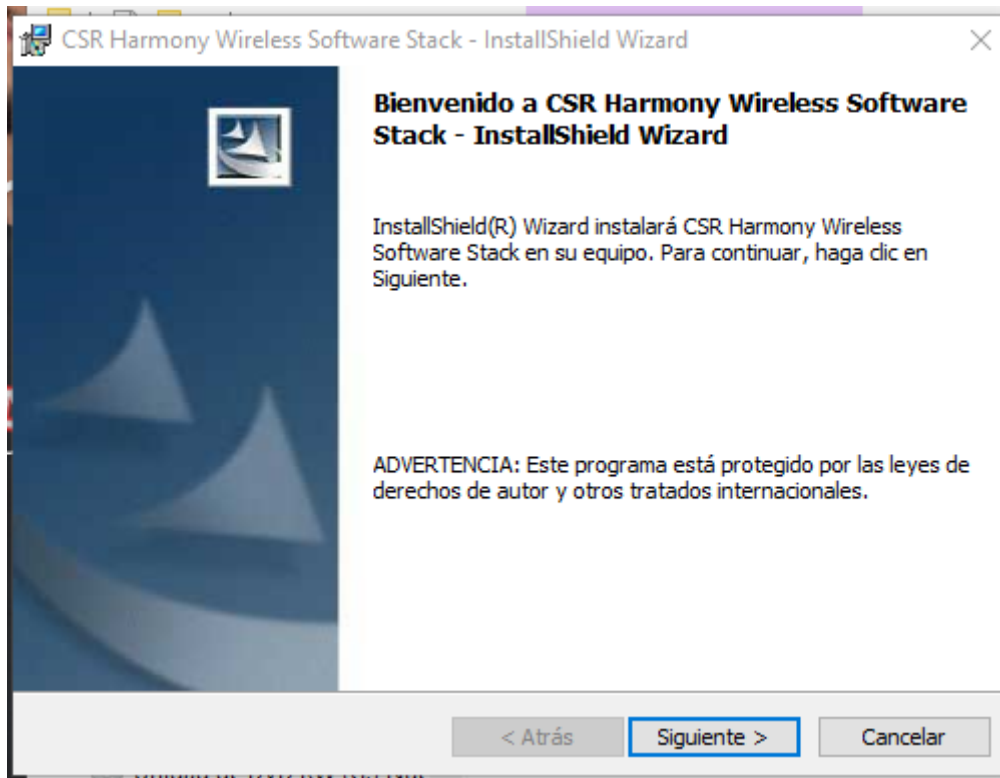 CSR Harmony Wireless Software Stack - InstallShield Wizard
Bienvenido a CSR Harmony Wireless Software
Stack - InstallShield Wizard
InstallShield(R) Wizard instalará CSR Harmony Wireless
Software Stack en su equipo. Para continuar, haga clic en
Siguiente.
ADVERTENCIA: Este programa está protegido por las leyes de
derechos de autor y otros tratados internacionales.
< Atrás
Siguiente >
Cancelar